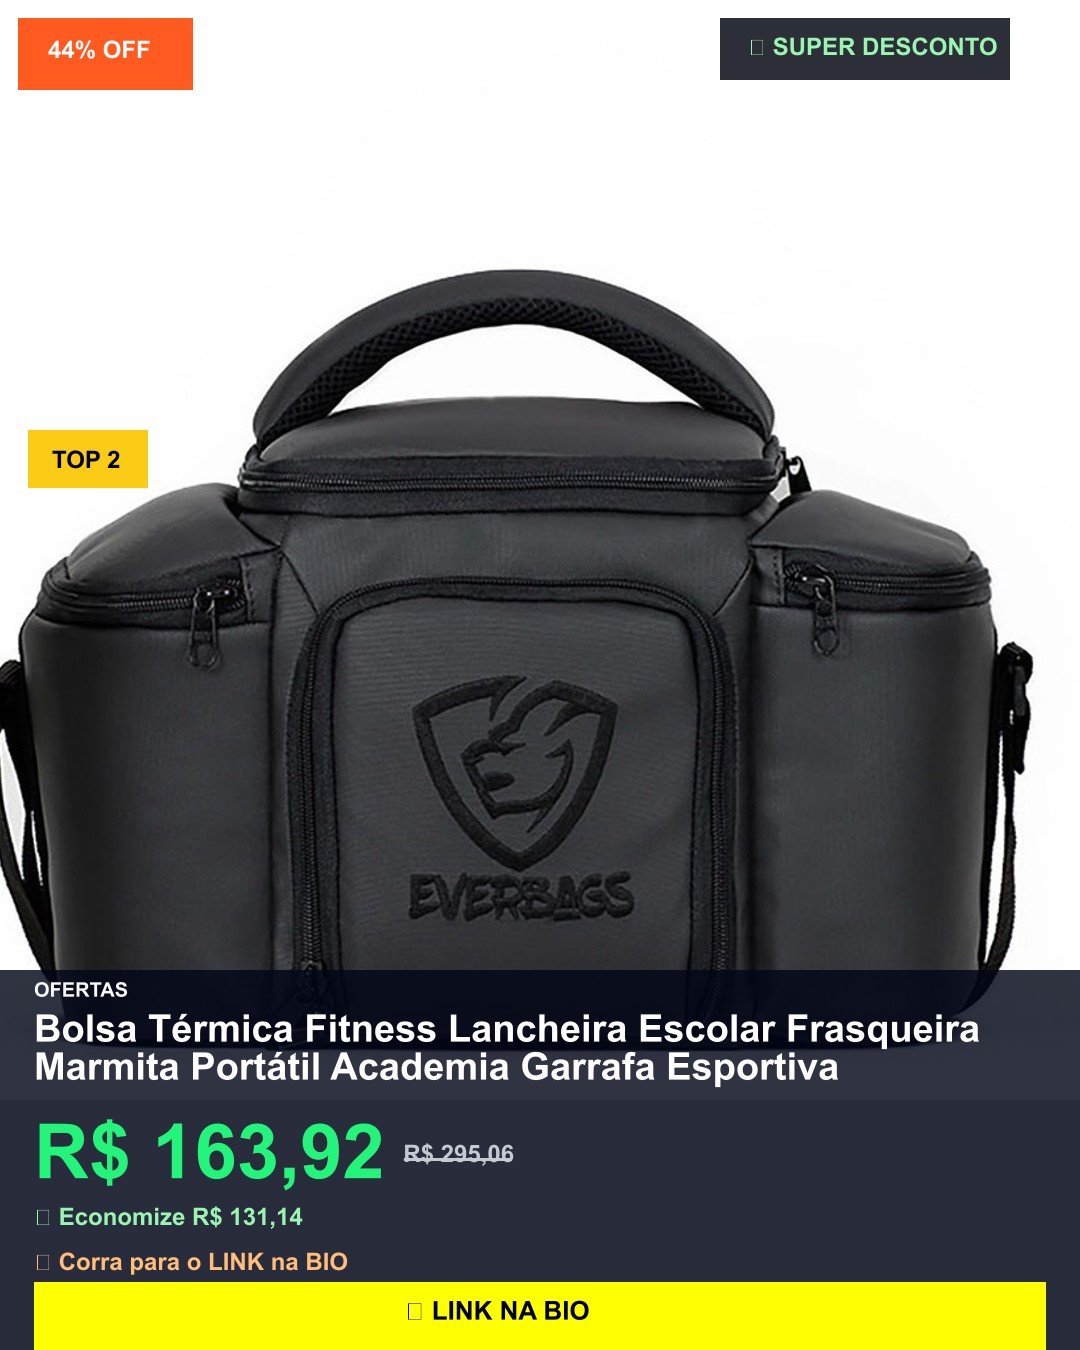 44% OFF
SUPER DESCONTO
TOP 2
EVERBAGS
OFERTAS
Bolsa Térmica Fitness Lancheira Escolar Frasqueira
Marmita Portátil Academia Garrafa Esportiva
R$ 163,92 R$ 295,06
Economize R$ 131,14
Corra para o LINK na BIO
LINK NA BIO